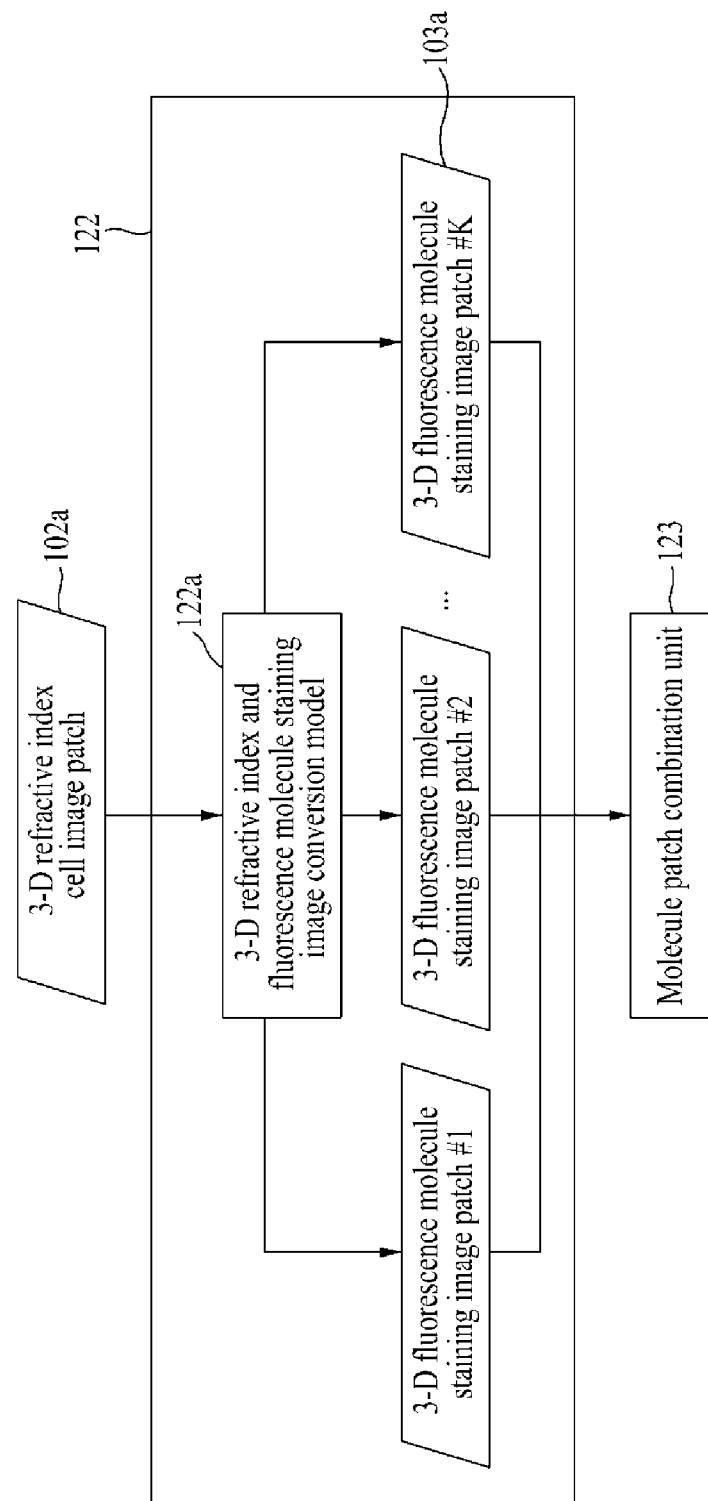 3-D refractive index
cell image patch
102a
122
122a
3-D refractive index and
fluorescence molecule staining
image conversion model
3-D fluorescence molecule
staining image patch #1
3-D fluorescence molecule
staining image patch #2
...
3-D fluorescence molecule
staining image patch #K
103a
Molecule patch combination unit
123